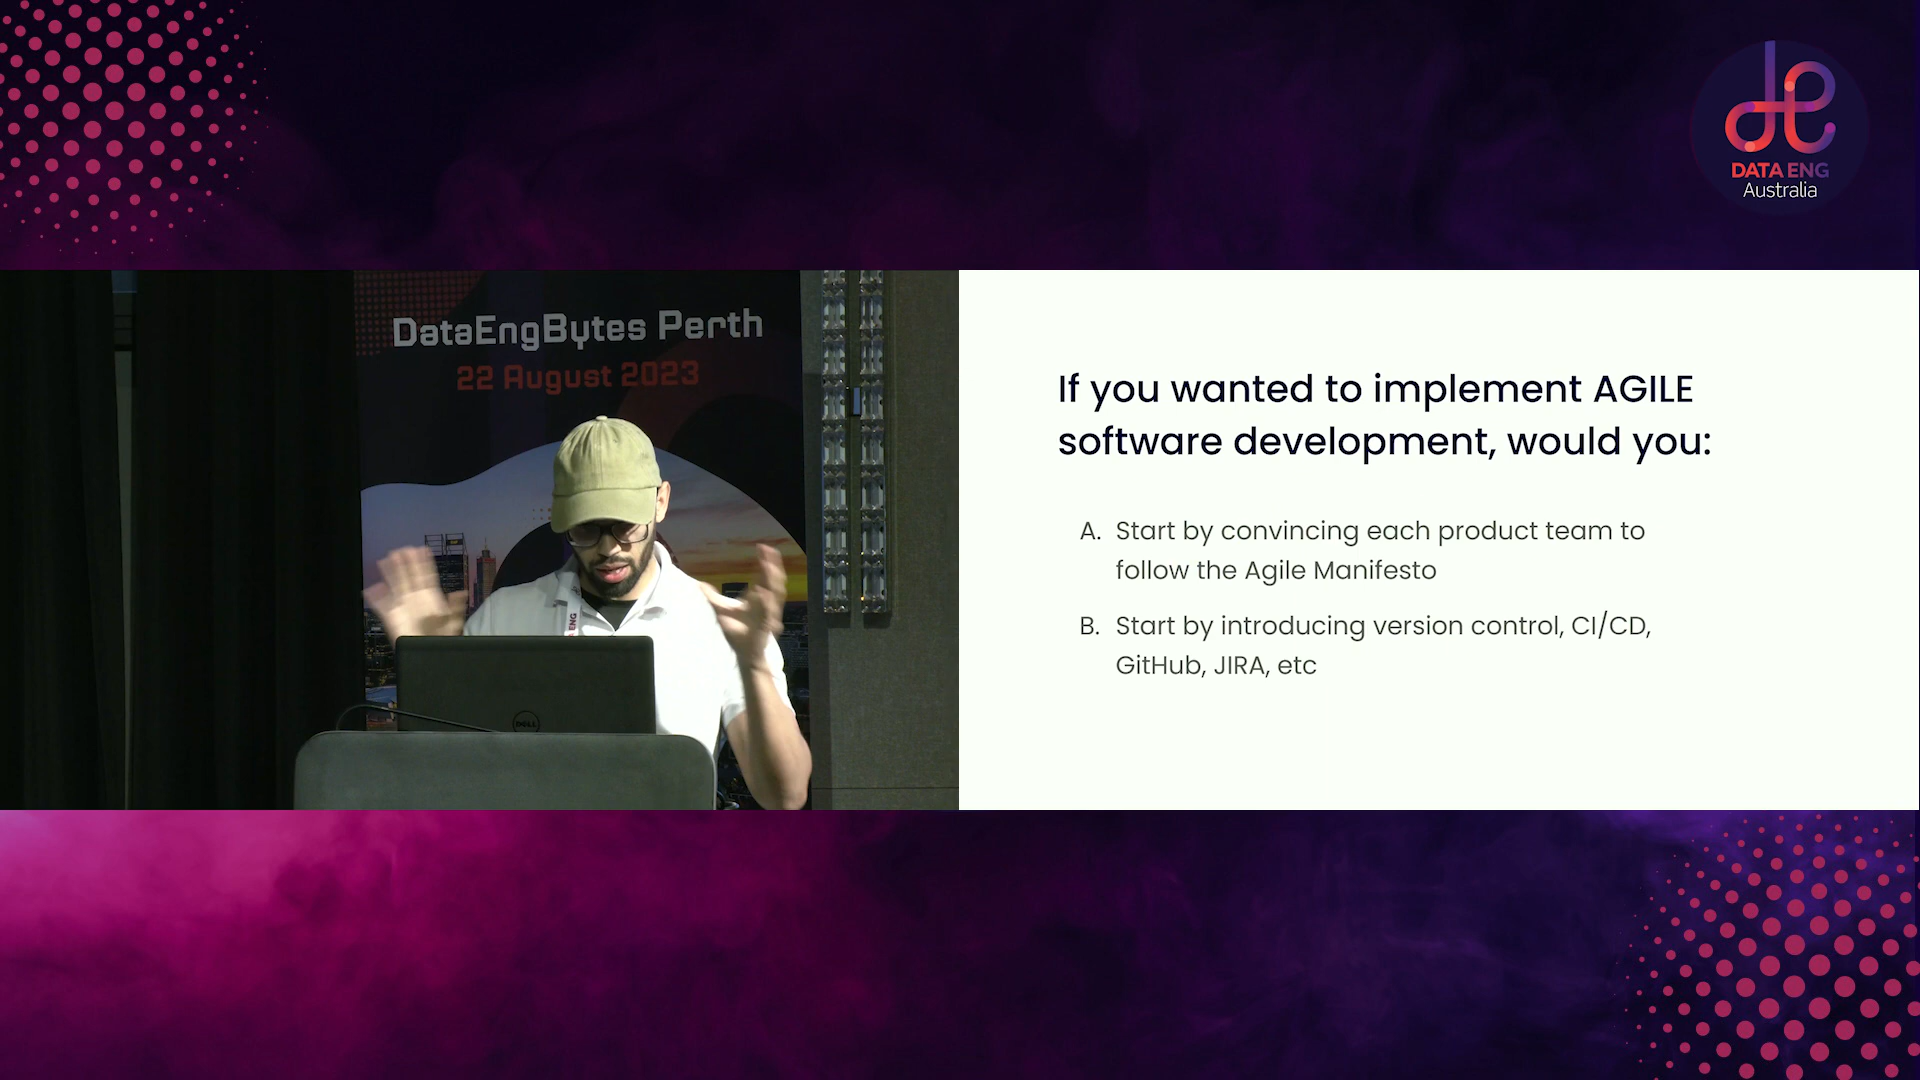 DATA ENG
Australia
DataEngBytes Perth
22 August 2023
ENG
DELL
If you wanted to implement AGILE
software development, would you:
A. Start by convincing each product team to
follow the Agile Manifesto
B. Start by introducing version control, CI/CD,
GitHub, JIRA, etc